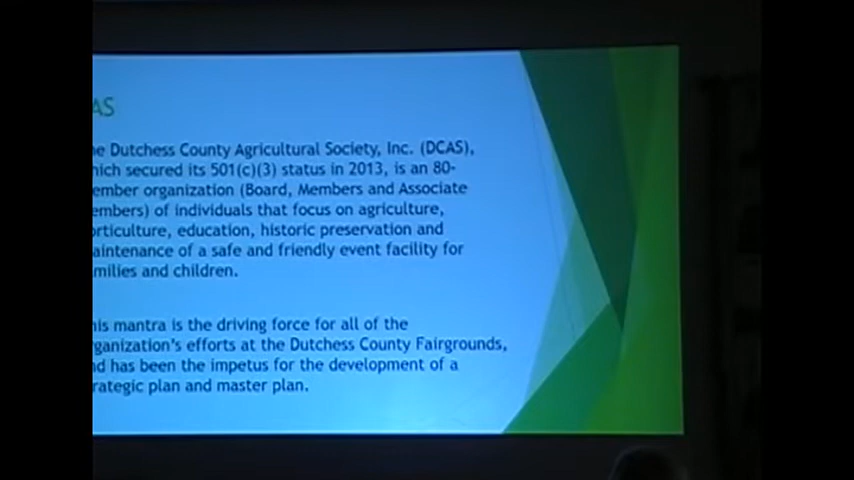 AS
e Dutchess County Agricultural Society, Inc. (DCAS),
hich secured its 501(c)(3) status in 2013, is an 80-
ember organization (Board, Members and Associate
embers) of individuals that focus on agriculture,
orticulture, education, historic preservation and
aintenance of a safe and friendly event facility for
milies and children.
his mantra is the driving force for all of the
rganization's efforts at the Dutchess County Fairgrounds,
nd has been the impetus for the development of a
rategic plan and master plan.